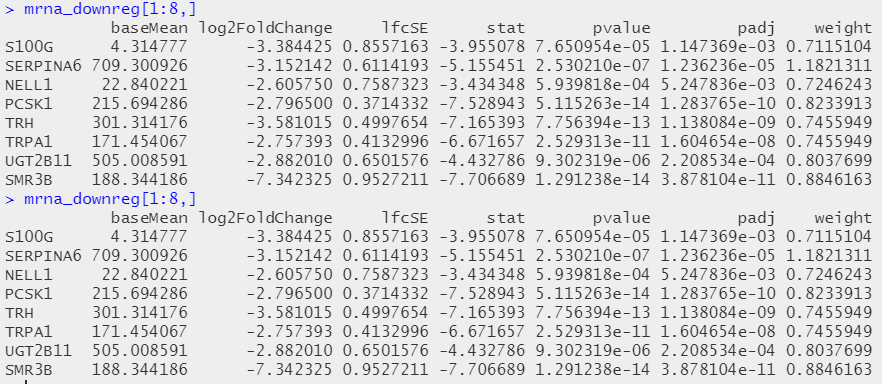 > mrna_downreg[1:8,]
baseMean log2FoldChange lfcSE stat pvalue padj weight
S100G 4.314777 -3.384425 0.8557163 -3.955078 7.650954e-05 1.147369e-03 0.7115104
SERPINA6 709.300926 -3.152142 0.6114193 -5.155451 2.530210e-07 1.236235e-05 1.1821311
NELL1 22.840221 -2.605750 0.7587323 -3.434348 5.939818e-04 5.247836e-03 0.7246243
PCSK1 215.694286 -2.796500 0.3714332 -7.528943 5.115263e-14 1.283765e-10 0.8233913
TRH 301.314176 -3.581015 0.4997654 -7.165393 7.756394e-13 1.138084e-09 0.7455949
TRPA1 171.454067 -2.757393 0.4132996 -6.671657 2.529313e-11 1.604654e-08 0.7455949
UGT2B11 505.008591 -2.882010 0.6501576 -4.432786 9.302319e-06 2.208534e-04 0.8037699
SMR3B 188.344186 -7.342325 0.9527211 -7.706689 1.291238e-14 3.878104e-11 0.8846163
> mrna_downreg[1:8,]
baseMean log2FoldChange lfcSE stat pvalue padj weight
S100G 4.314777 -3.384425 0.8557163 -3.955078 7.650954e-05 1.147369e-03 0.7115104
SERPINA6 709.300926 -3.152142 0.6114193 -5.155451 2.530210e-07 1.236235e-05 1.1821311
NELL1 22.840221 -2.605750 0.7587323 -3.434348 5.939818e-04 5.247836e-03 0.7246243
PCSK1 215.694286 -2.796500 0.3714332 -7.528943 5.115263e-14 1.283765e-10 0.8233913
TRH 301.314176 -3.581015 0.4997654 -7.165393 7.756394e-13 1.138084e-09 0.7455949
TRPA1 171.454067 -2.757393 0.4132996 -6.671657 2.529313e-11 1.604654e-08 0.7455949
UGT2B11 505.008591 -2.882010 0.6501576 -4.432786 9.302319e-06 2.208534e-04 0.8037699
SMR3B 188.344186 -7.342325 0.9527211 -7.706689 1.291238e-14 3.878104e-11 0.8846163